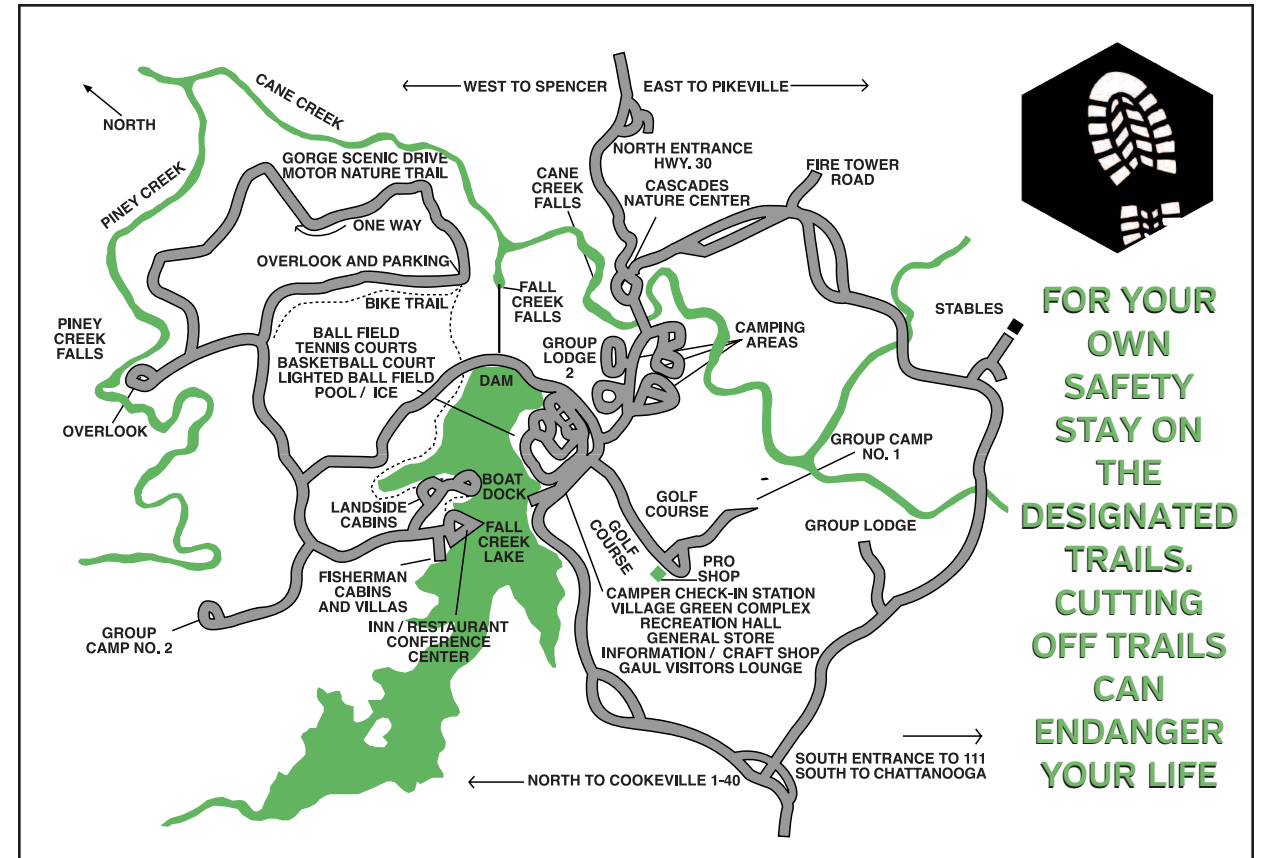 WEST TO SPENCER
EAST TO PIKEVILLE
NORTH
CANE CREEK
PINEY CREEK
GORGE SCENIC DRIVE
MOTOR NATURE TRAIL
ONE WAY
OVERLOOK AND PARKING
BIKE TRAIL
CANE
CREEK
FALLS
NORTH ENTRANCE
HWY. 30
CASCADES
NATURE CENTER
FIRE TOWER
ROAD
FALL
CREEK
FALLS
PINEY
CREEK
FALLS
OVERLOOK
BALL FIELD
TENNIS COURTS
BASKETBALL COURT
LIGHTED BALL FIELD
POOL / ICE
DAM
GROUP
LODGE
2
CAMPING
AREAS
STABLES
GROUP CAMP
NO. 1
BOAT
DOCK
LANDSIDE
CABINS
FALL
CREEK
LAKE
GOLF
COURSE
GOLF
COURSE
GROUP LODGE
PRO
SHOP
FISHERMAN
CABINS
AND VILLAS
INN / RESTAURANT
CONFERENCE
CENTER
GROUP
CAMP NO. 2
CAMPER CHECK-IN STATION
VILLAGE GREEN COMPLEX
RECREATION HALL
GENERAL STORE
INFORMATION / CRAFT SHOP
GAUL VISITORS LOUNGE
SOUTH ENTRANCE TO 111
SOUTH TO CHATTANOOGA
NORTH TO COOKEVILLE 1-40
FOR YOUR
OWN
SAFETY
STAY ON
THE
DESIGNATED
TRAILS.
CUTTING
OFF TRAILS
CAN
ENDANGER
YOUR LIFE